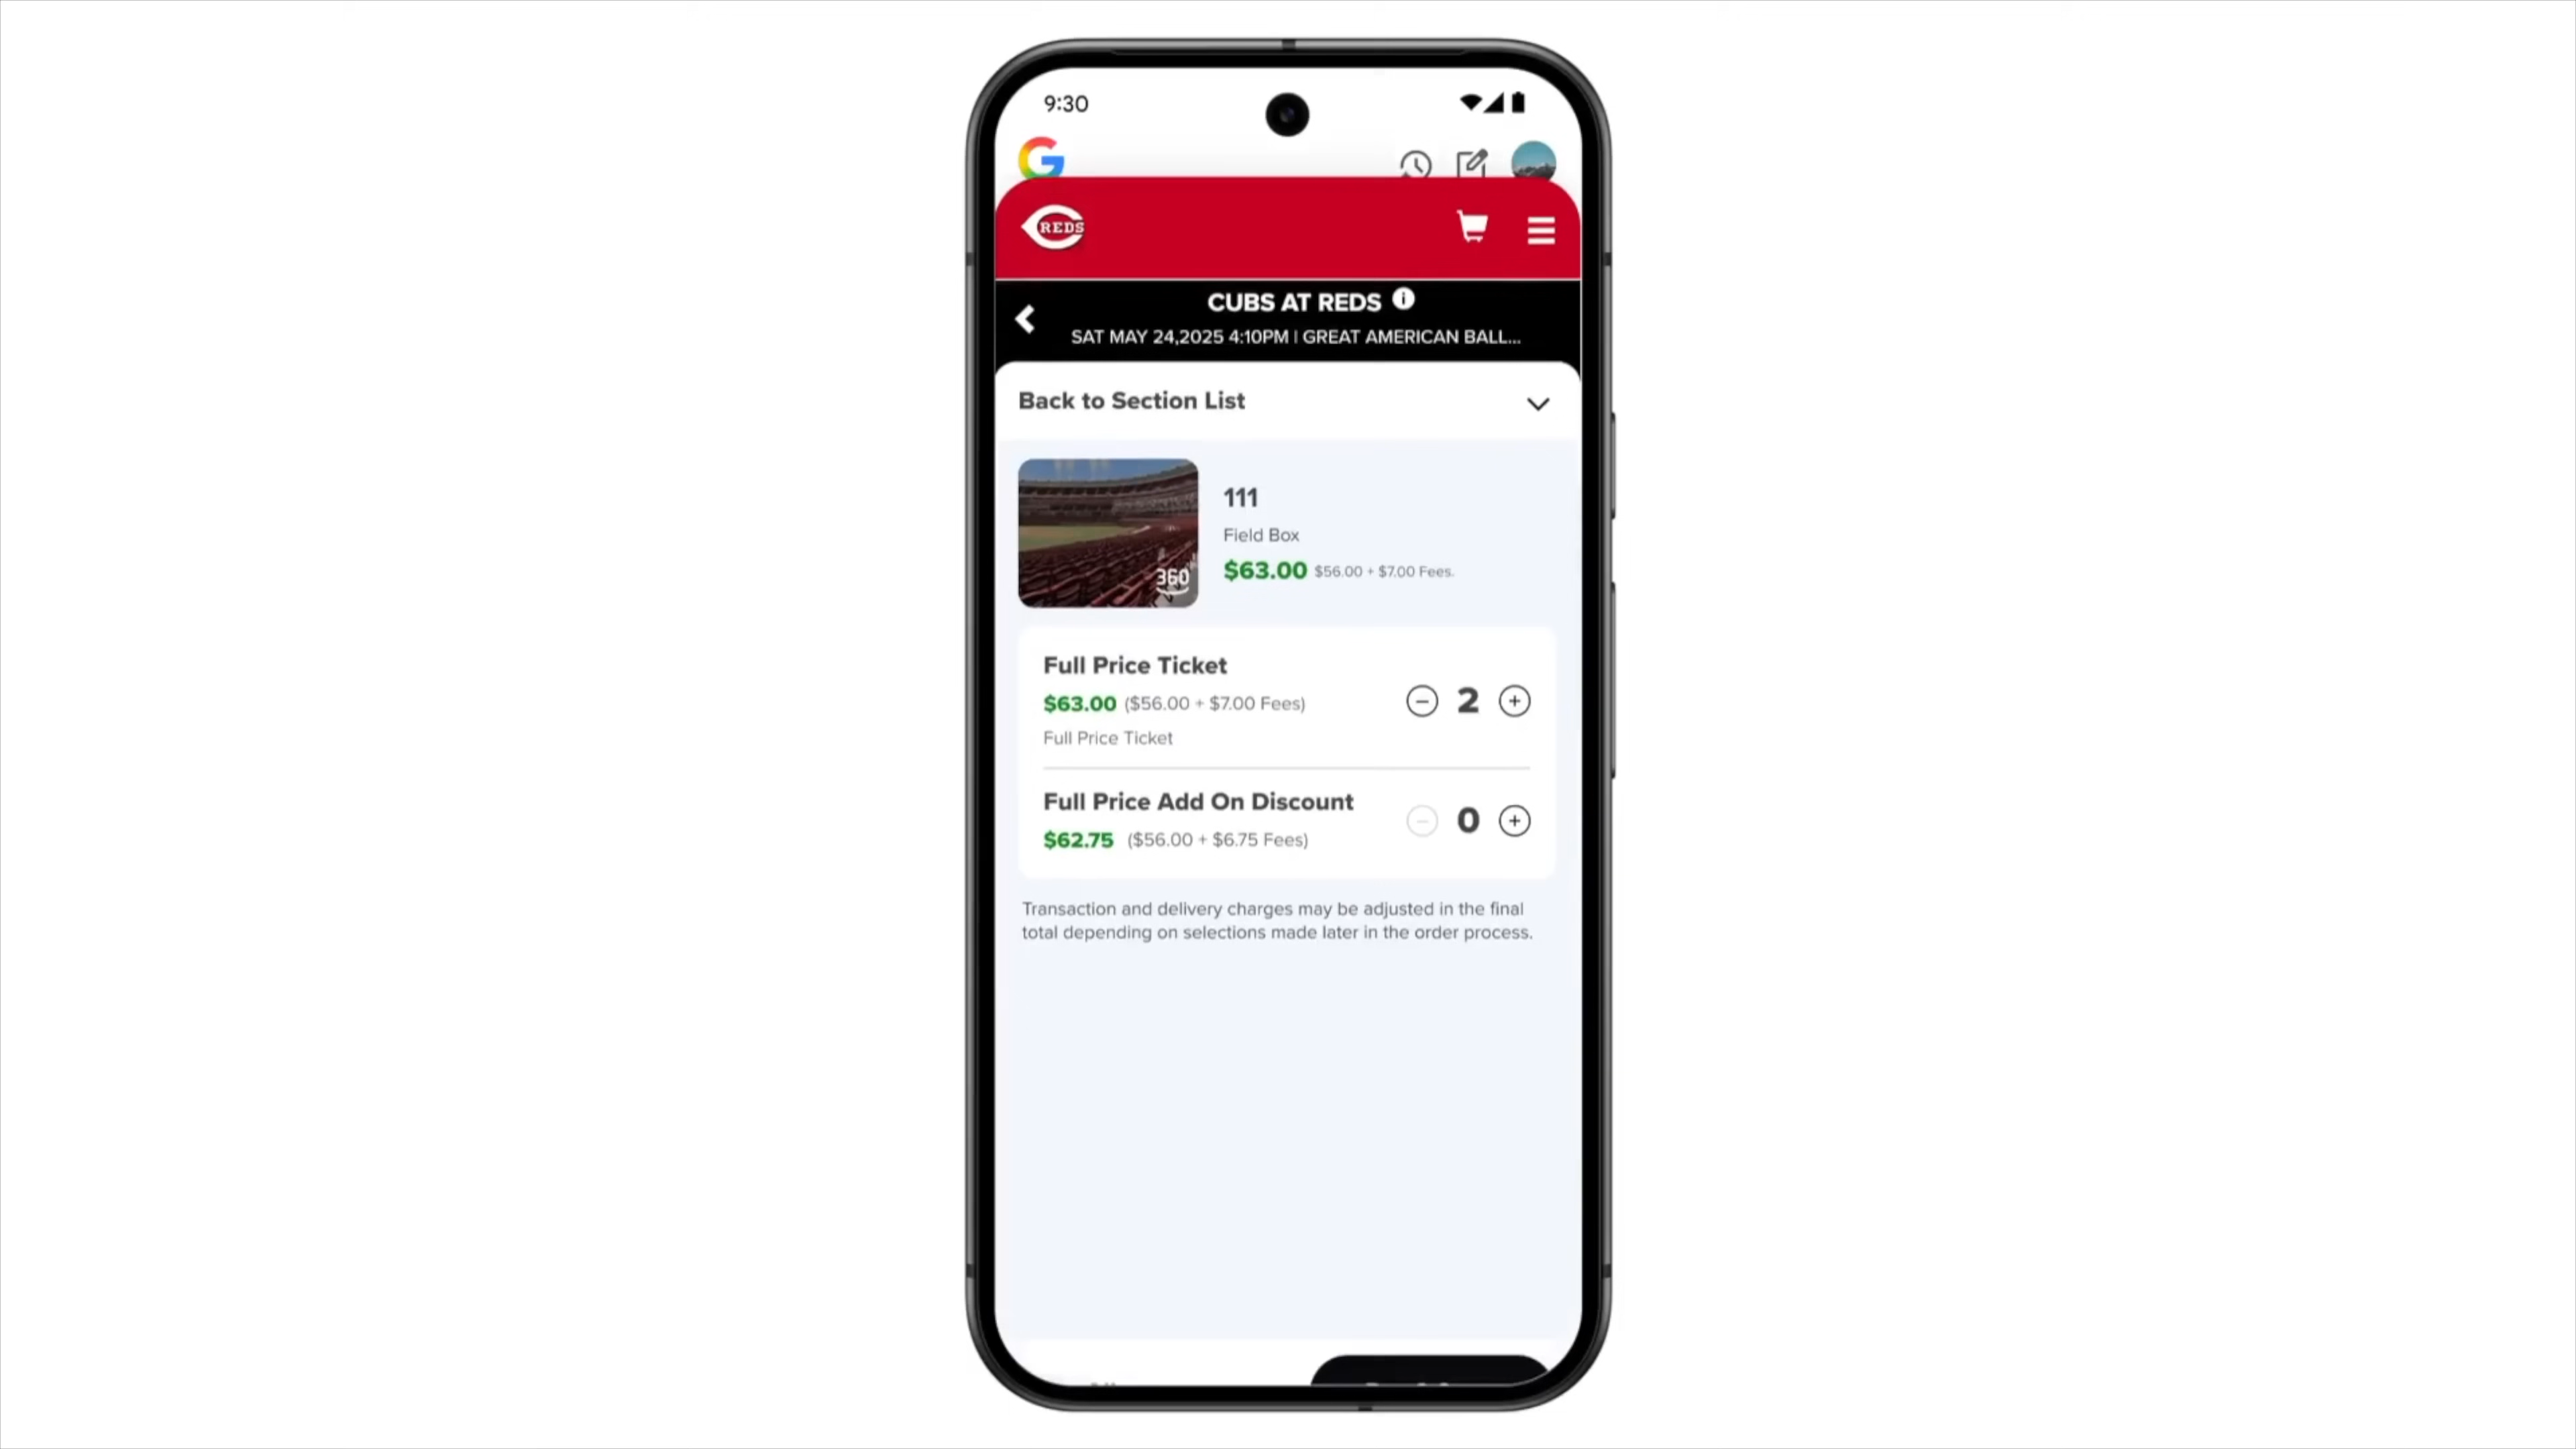 9:30
REDS
CUBS AT REDS
SAT MAY 24,2025 4:10PM | GREAT AMERICAN BALL...
Back to Section List
360
111
Field Box
$63.00 $56.00 + $7.00 Fees.
Full Price Ticket
$63.00 ($56.00 + $7.00 Fees)
2
Full Price Ticket
Full Price Add On Discount
$62.75 ($56.00 + $6.75 Fees)
0
Transaction and delivery charges may be adjusted in the final
total depending on selections made later in the order process.